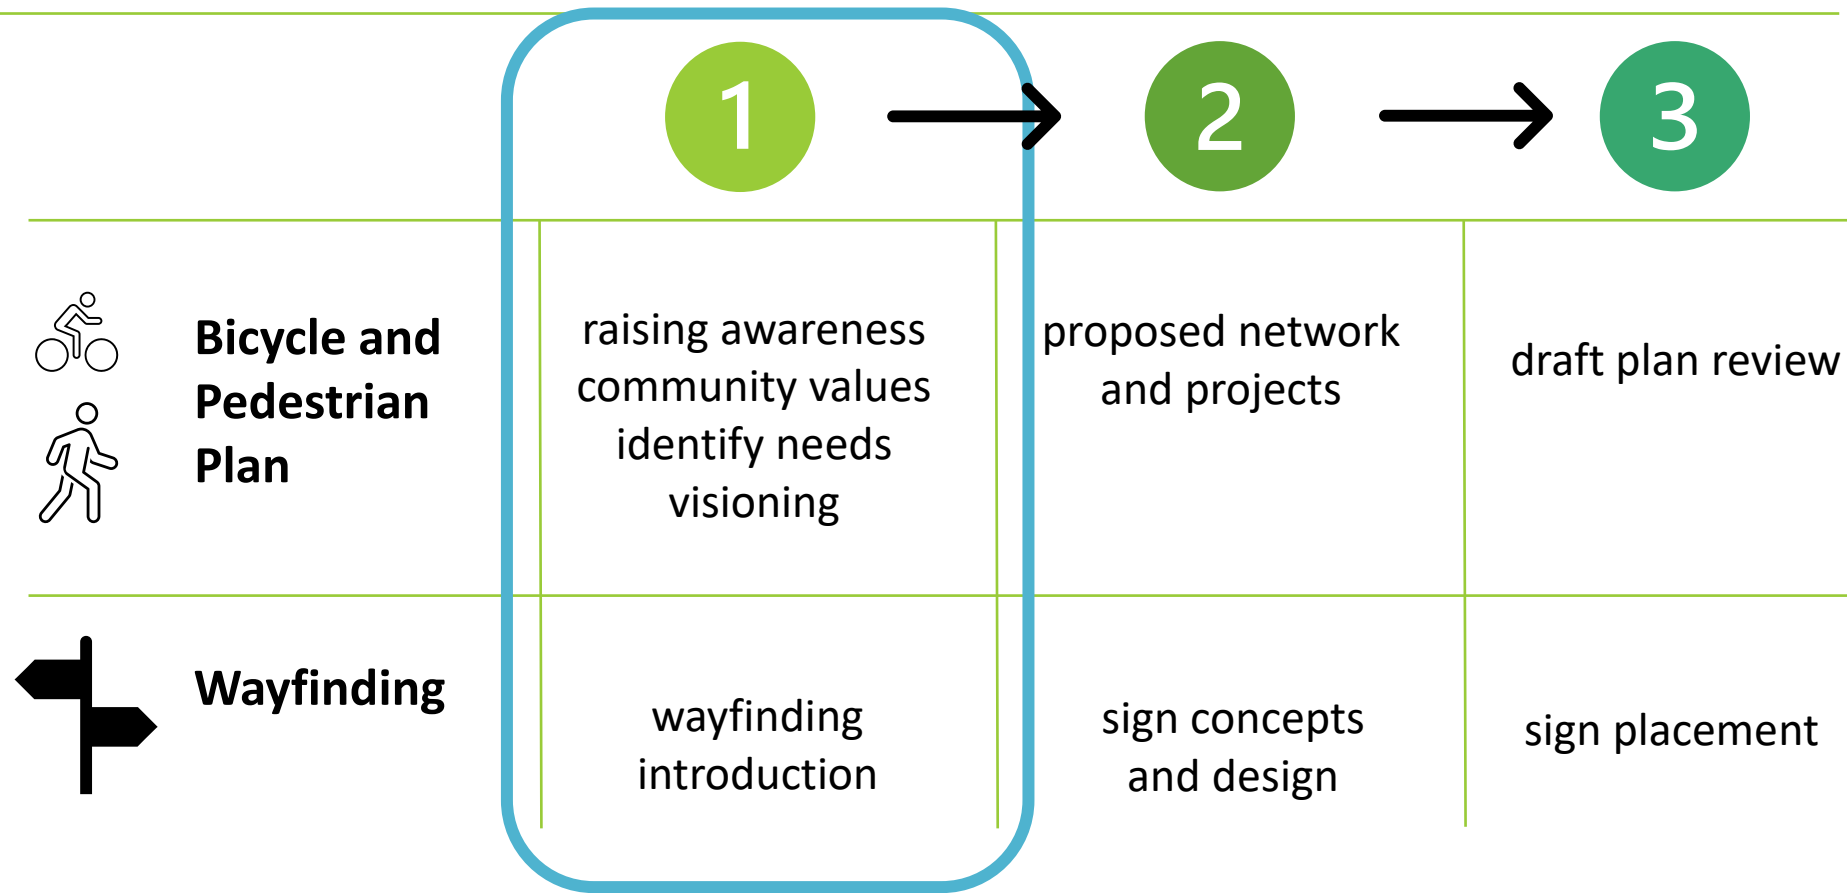 1
2
3
Bicycle and
Pedestrian
Plan
raising awareness
community values
identify needs
visioning
proposed network
and projects
draft plan review
Wayfinding
wayfinding
introduction
sign concepts
and design
sign placement